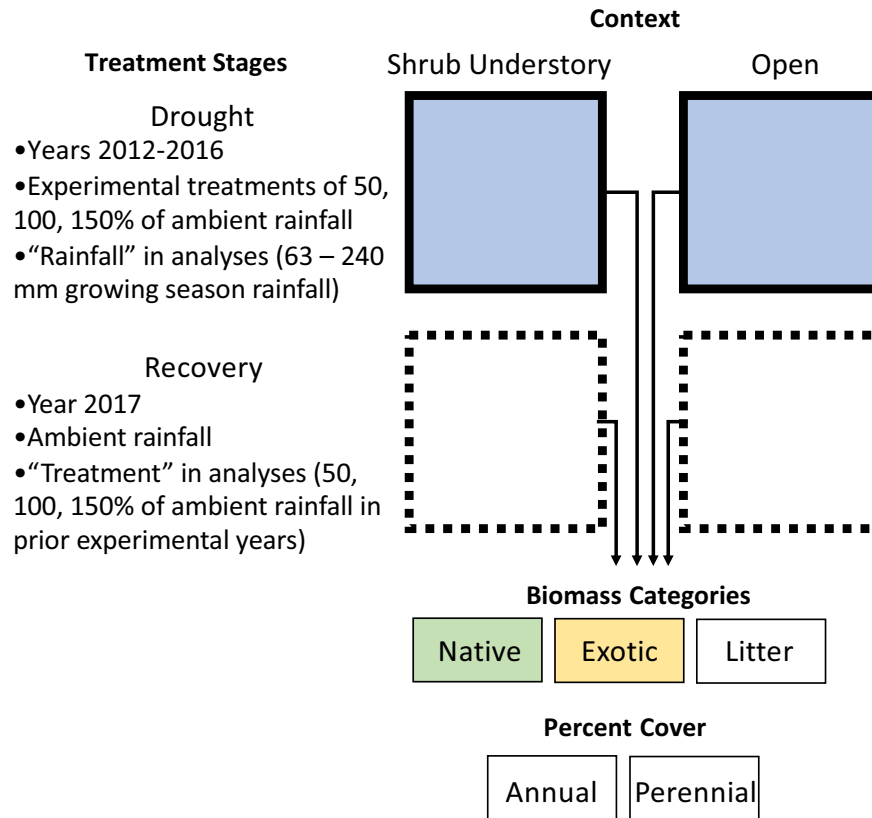 Context
Treatment Stages
Shrub Understory
Open
Drought
•Years 2012-2016
•Experimental treatments of 50,
100, 150% of ambient rainfall
•“Rainfall” in analyses (63 – 240
mm growing season rainfall)
Recovery
•Year 2017
•Ambient rainfall
•“Treatment” in analyses (50,
100, 150% of ambient rainfall in
prior experimental years)
Biomass Categories
Native
Exotic
Litter
Percent Cover
Annual
Perennial